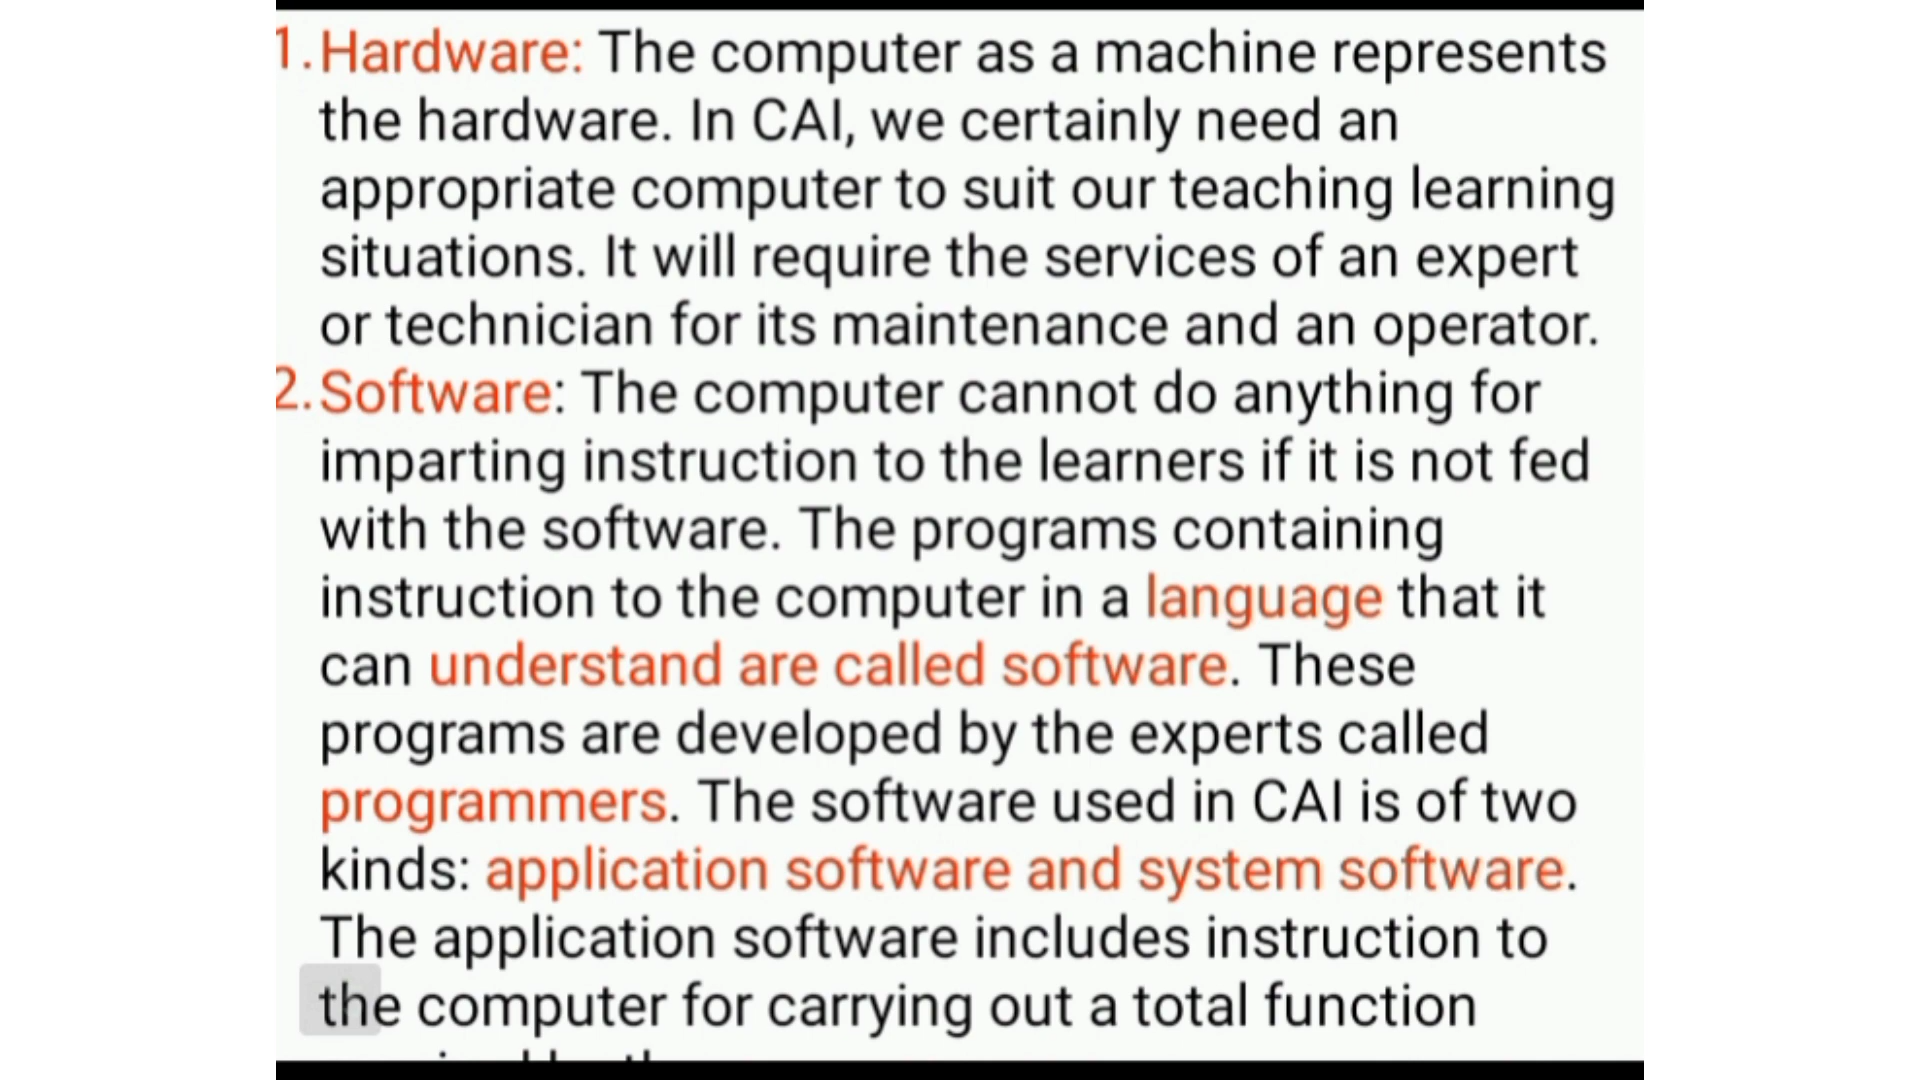 1. Hardware: The computer as a machine represents
the hardware. In CAI, we certainly need an
appropriate computer to suit our teaching learning
situations. It will require the services of an expert
or technician for its maintenance and an operator.
2. Software: The computer cannot do anything for
imparting instruction to the learners if it is not fed
with the software. The programs containing
instruction to the computer in a language that it
can understand are called software. These
programs are developed by the experts called
programmers. The software used in CAI is of two
kinds: application software and system software.
The application software includes instruction to
the computer for carrying out a total function